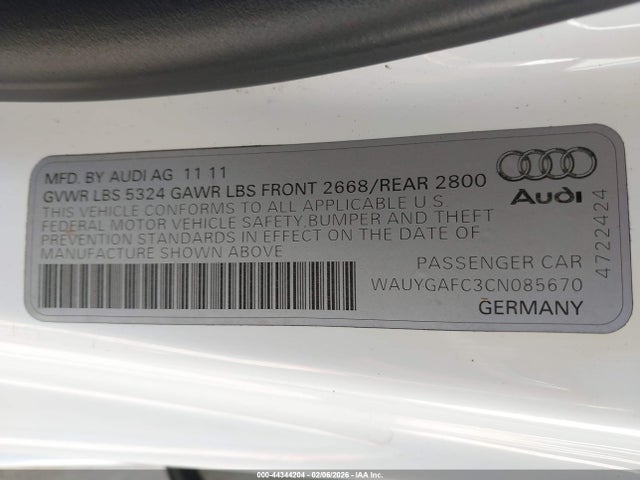 MFD. BY AUDI AG 11 11
GVWR LBS 5324 GAWR LBS FRONT 2668/REAR 2800
THIS VEHICLE CONFORMS TO ALL APPLICABLE U S
FEDERAL MOTOR VEHICLE SAFETY,BUMPER AND THEFT
PREVENTION STANDARDS IN EFFECT ON THE DATE OF
MANUFACTURE SHOWN ABOVE
Audi
4722424
PASSENGER CAR
WAUYGAFC3CN085670
GERMANY
000-44344204 - 02/06/2026 - IAA Inc.